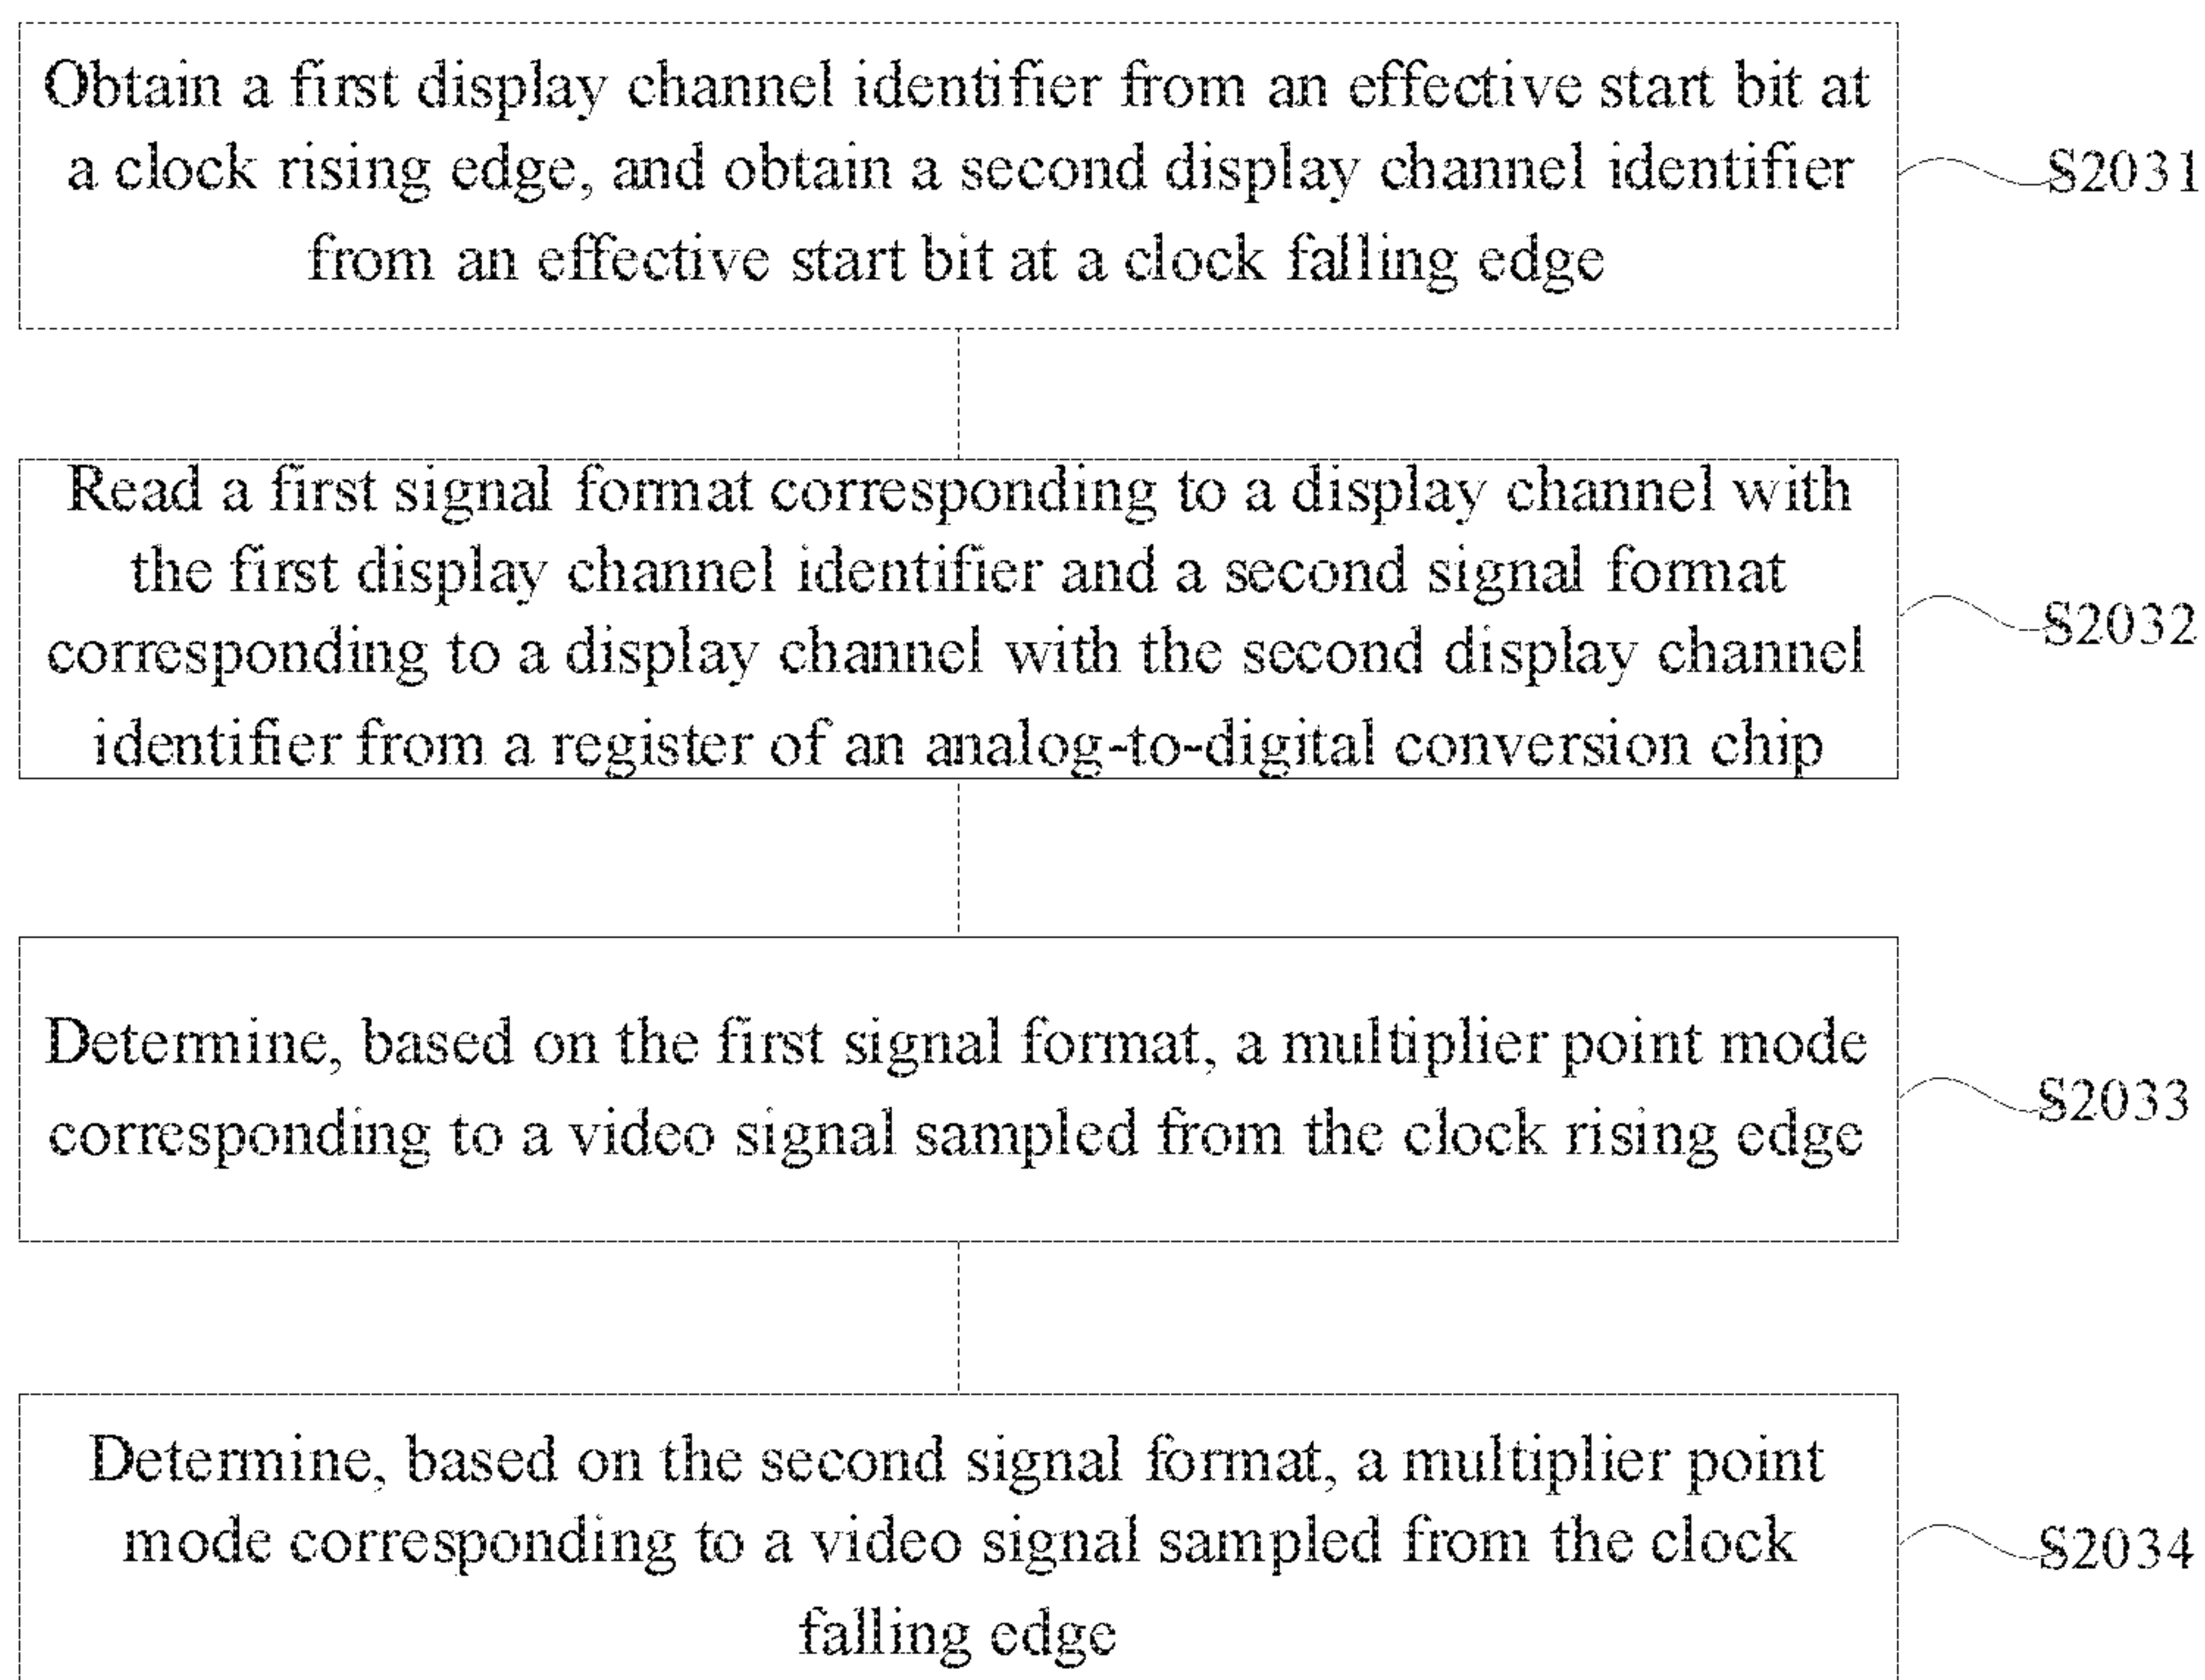 Obtain a first display channel identifier from an effective start bit at
a clock rising edge, and obtain a second display channel identifier
from an effective start bit at a clock falling edge
S2031
Read a first signal format corresponding to a display channel with
the first display channel identifier and a second signal format
corresponding to a display channel with the second display channel
identifier from a register of an analog-to-digital conversion chip
S2032
Determine, based on the first signal format, a multiplier point mode
corresponding to a video signal sampled from the clock rising edge
S2033
Determine, based on the second signal format, a multiplier point
mode corresponding to a video signal sampled from the clock
falling edge
S2034